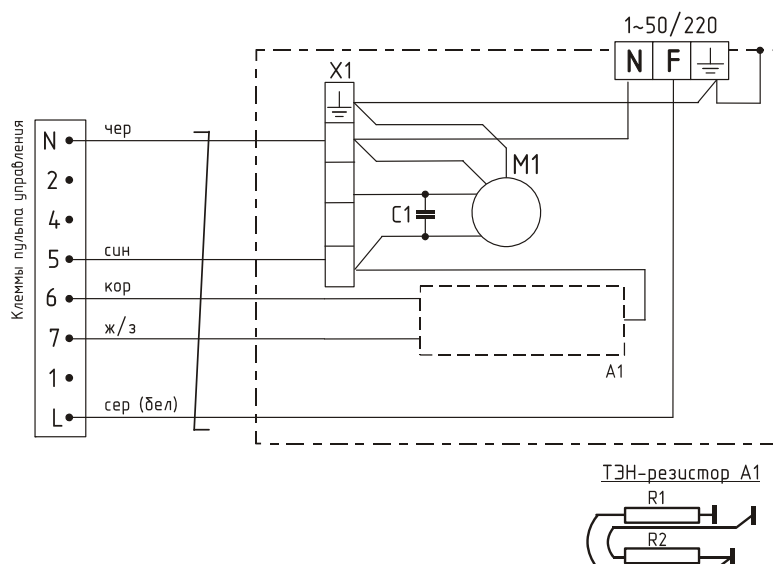 1~50/220
N F
X1
Клеммы пульта управления
N чер
2
4
5 син
6 кор
7 ж/з
1
L сер (бел)
M1
C1
A1
ТЭН-резистор А1
R1
R2